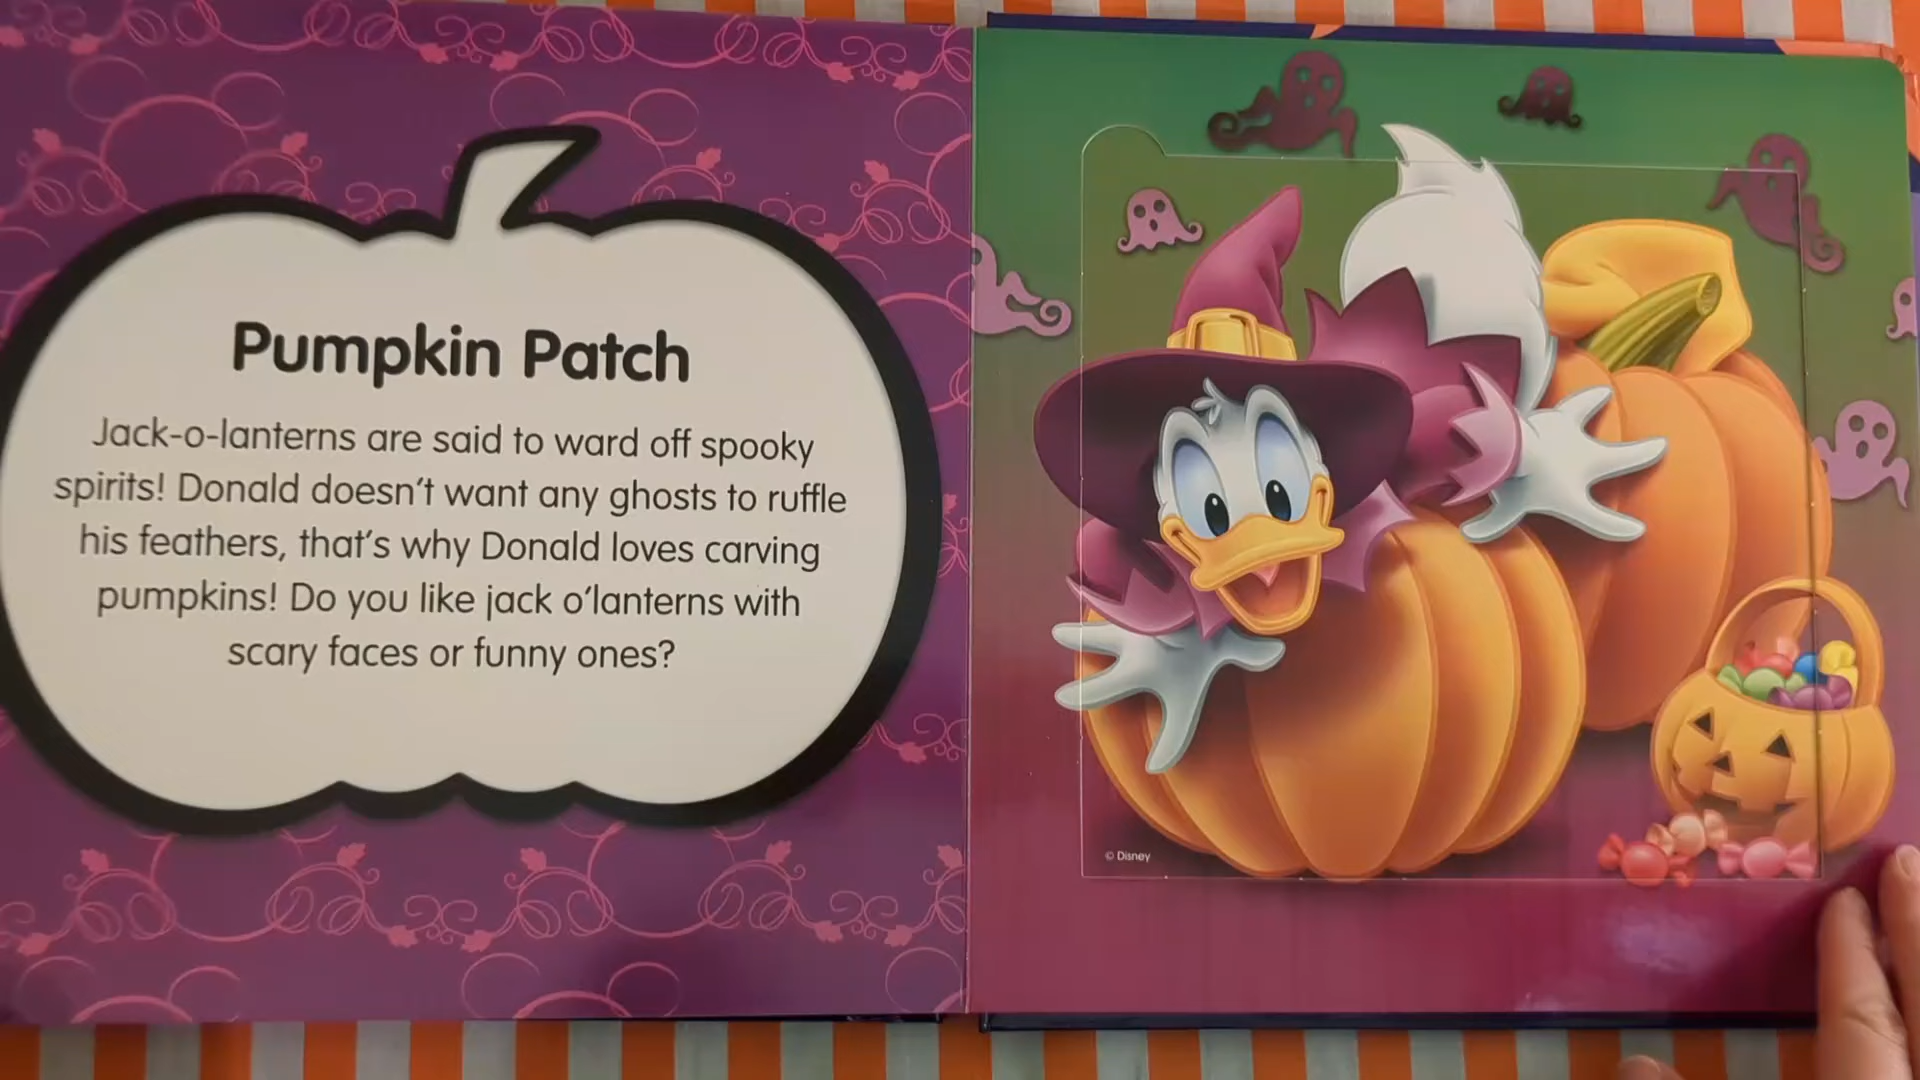 Pumpkin Patch
Jack-o-lanterns are said to ward off spooky
spirits! Donald doesn't want any ghosts to ruffle
his feathers, that's why Donald loves carving
pumpkins! Do you like jack o'lanterns with
scary faces or funny ones?
© Disney